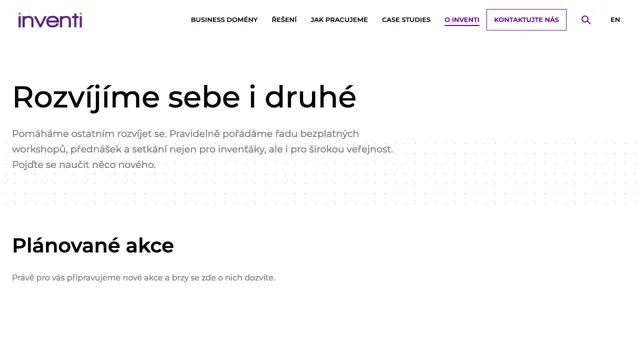 inventi
BUSINESS DOMÉNY ŘEŠENÍ JAK PRACUJEME CASE STUDIES O INVENTI KONTAKTUJTE NÁS EN
Rozvíjíme sebe i druhé
Pomáháme ostatním rozvíjet se. Pravidelně pořádáme řadu bezplatných
workshopů, přednášek a setkání nejen pro inventáky, ale i pro širokou veřejnost.
Pojďte se naučit něco nového.
Plánované akce
Právě pro vás připravujeme nové akce a brzy se zde o nich dozvíte.